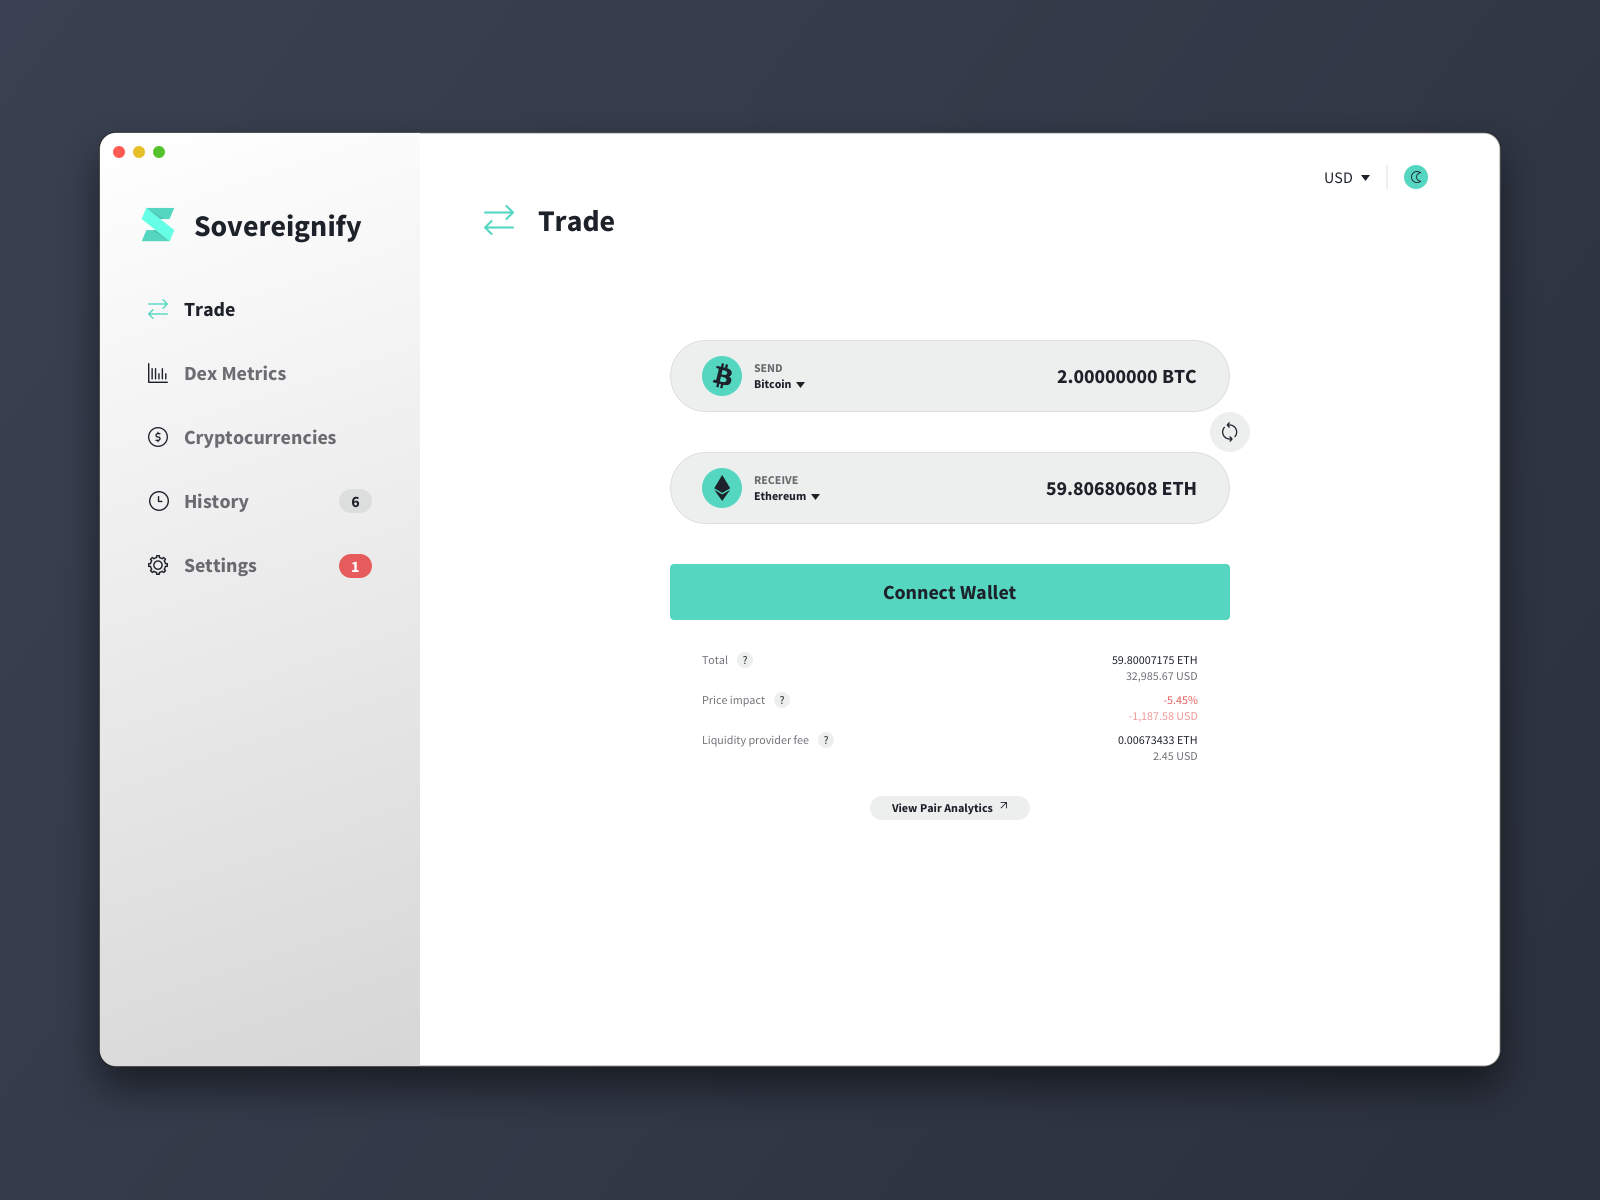 USD
Sovereignify
Trade
Trade
Dex Metrics
Cryptocurrencies
History 6
Settings 1
SEND
Bitcoin
2.00000000 BTC
RECEIVE
Ethereum
59.80680608 ETH
Connect Wallet
Total ? 59.80007175 ETH
32,985.67 USD
Price impact ? -5.45%
-1,187.58 USD
Liquidity provider fee ? 0.00673433 ETH
2.45 USD
View Pair Analytics